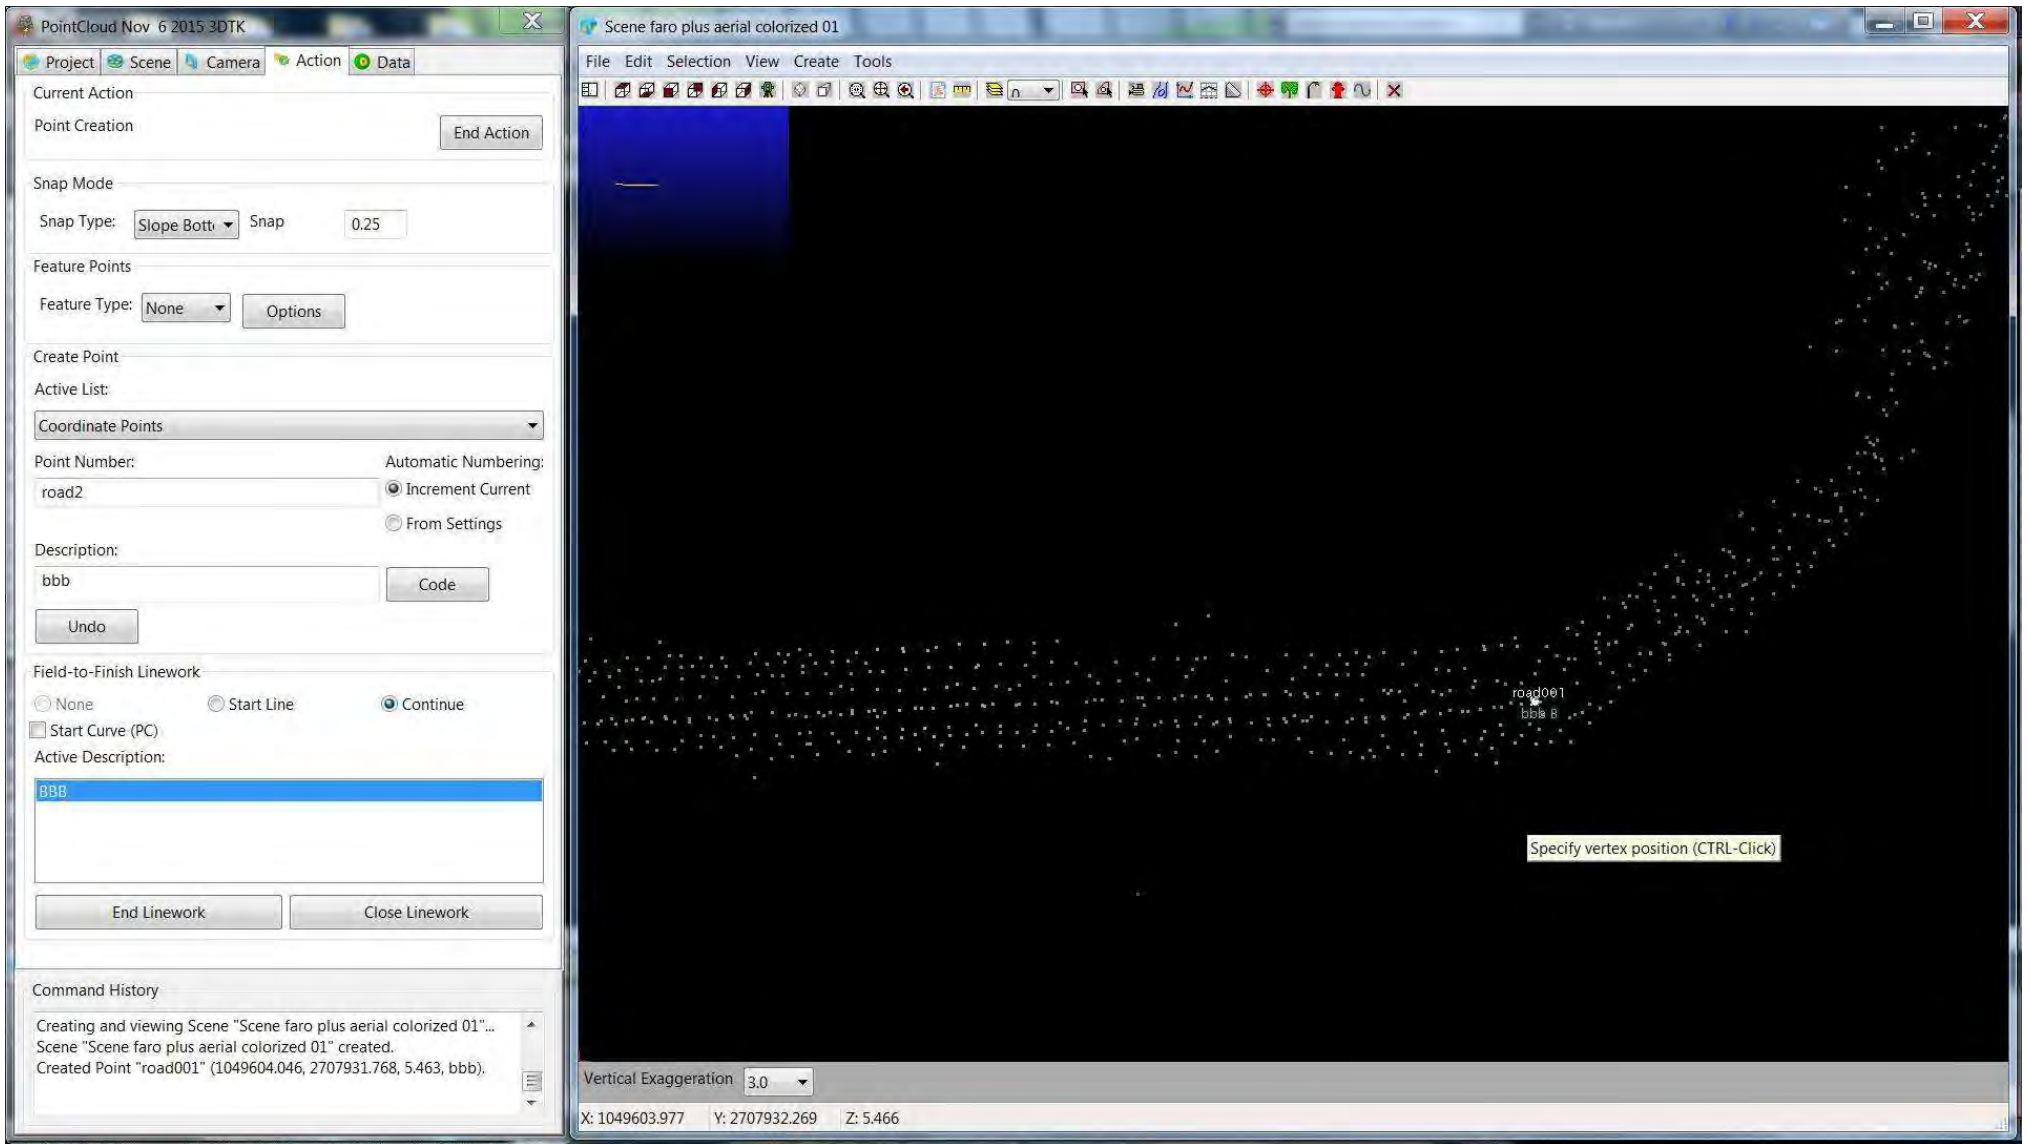 PointCloud Nov 6 2015 3DTK
Project Scene Camera Action Data
Current Action
Point Creation
End Action
Snap Mode
Snap Type: Slope Bott Snap 0.25
Feature Points
Feature Type: None Options
Create Point
Active List:
Coordinate Points
Point Number: Automatic Numbering:
road2
Increment Current
From Settings
Description:
bbb
Code
Undo
Field-to-Finish Linework
None Start Line Continue
Start Curve (PC)
Active Description:
BBB
End Linework Close Linework
Command History
Creating and viewing Scene "Scene faro plus aerial colorized 01"...
Scene "Scene faro plus aerial colorized 01" created.
Created Point "road001" (1049604.046, 2707931.768, 5.463, bbb).
Scene faro plus aerial colorized 01
File Edit Selection View Create Tools
road001
bbb B
Specify vertex position (CTRL-Click)
Vertical Exaggeration 3.0
X: 1049603.977 Y: 2707932.269 Z: 5.466